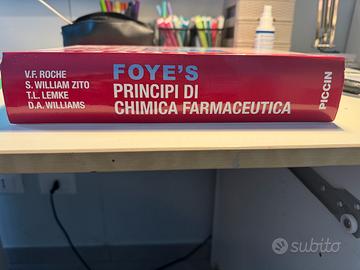 V.F. ROCHE
S. WILLIAM ZITO
T.L. LEMKE
D.A. WILLIAMS
FOYE'S
PRINCIPI DI
CHIMICA FARMACEUTICA
PICCIN
subito